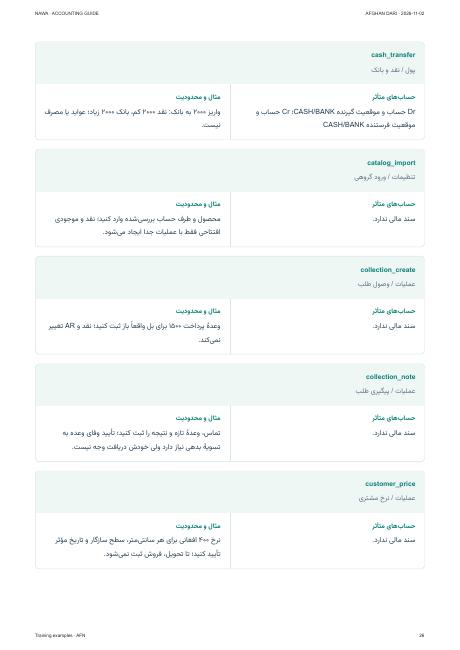 NAWA · ACCOUNTING GUIDE
AFGHAN DARI · 2026-11-02
cash_transfer
پول / نقد و بانک
حساب‌های متأثر
Dr حساب و موقعیت گیرنده CASH/BANK؛ Cr حساب و
موقعیت فرستنده CASH/BANK
مثال و محدودیت
واریز ۲۰۰۰ به بانک: نقد ۲۰۰۰ کم، بانک ۲۰۰۰ زیاد؛ عواید یا مصرف
نیست.
catalog_import
تنظیمات / ورود گروهی
حساب‌های متأثر
سند مالی ندارد.
مثال و محدودیت
محصول و طرف حساب بررسی‌شده وارد کنید؛ نقد و موجودی
افتتاحی فقط با عملیات جدا ایجاد می‌شود.
collection_create
عملیات / وصول طلب
حساب‌های متأثر
سند مالی ندارد.
مثال و محدودیت
وعدهٔ پرداخت ۱۵۰۰ برای بل واقعاً باز ثبت کنید؛ نقد و AR تغییر
نمی‌کند.
collection_note
عملیات / پیگیری طلب
حساب‌های متأثر
سند مالی ندارد.
مثال و محدودیت
تماس، وعدهٔ تازه و نتیجه را ثبت کنید؛ تأیید وفای وعده به
تسویهٔ بدهی نیاز دارد ولی خودش دریافت وجه نیست.
customer_price
عملیات / نرخ مشتری
حساب‌های متأثر
سند مالی ندارد.
مثال و محدودیت
نرخ ۴۰۰ افغانی برای هر سانتی‌متر، سطح سازگار و تاریخ مؤثر
تأیید کنید؛ تا تحویل، فروش ثبت نمی‌شود.
Training examples · AFN
26